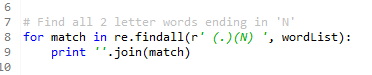 6
7 # Find all 2 letter words ending in 'N'
8 for match in re.findall(r' (.)(N) ', wordList):
9     print ''.join(match)
10